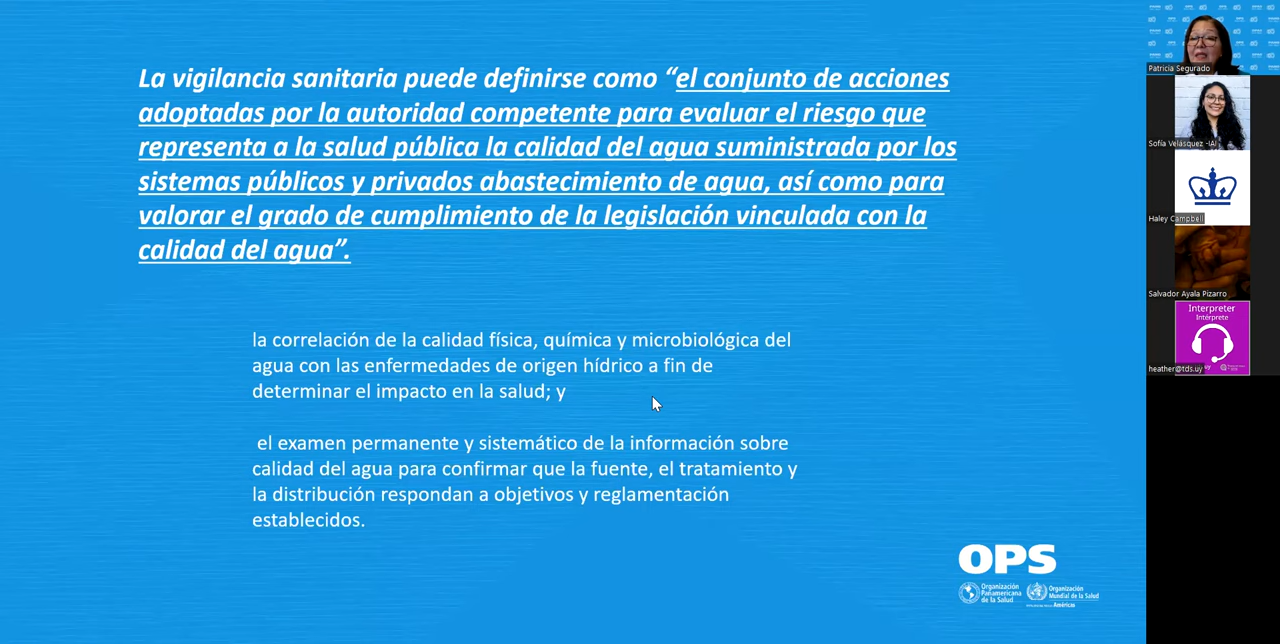 La vigilancia sanitaria puede definirse como “el conjunto de acciones
adoptadas por la autoridad competente para evaluar el riesgo que
representa a la salud pública la calidad del agua suministrada por los
sistemas públicos y privados abastecimiento de agua, así como para
valorar el grado de cumplimiento de la legislación vinculada con la
calidad del agua”.
la correlación de la calidad física, química y microbiológica del
agua con las enfermedades de origen hídrico a fin de
determinar el impacto en la salud; y
el examen permanente y sistemático de la información sobre
calidad del agua para confirmar que la fuente, el tratamiento y
la distribución respondan a objetivos y reglamentación
establecidos.
OPS
Organización
Panamericana
de la Salud
Organización
Mundial de la Salud
Américas
Patricia Segurado
Sofía Velásquez -IAI
Haley Campbell
Salvador Ayala Pizarro
Interpreter
Intérprete
heather@tds.uy